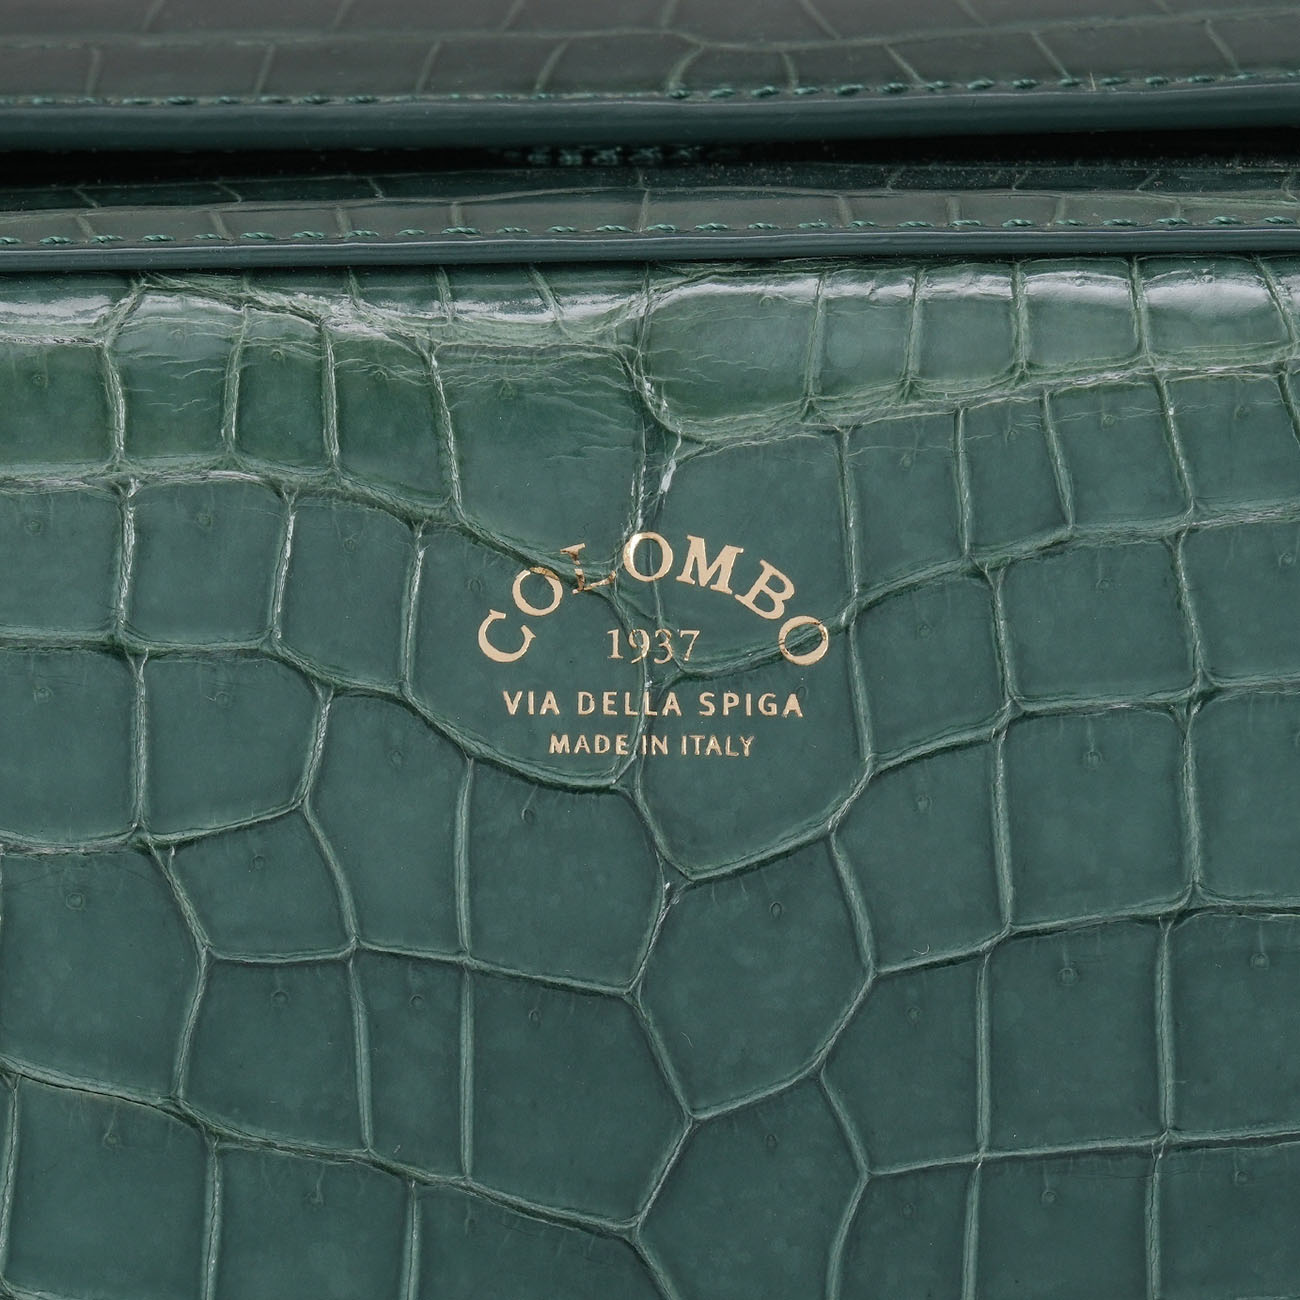 COLOMBO
1937
VIA DELLA SPIGA
MADE IN ITALY